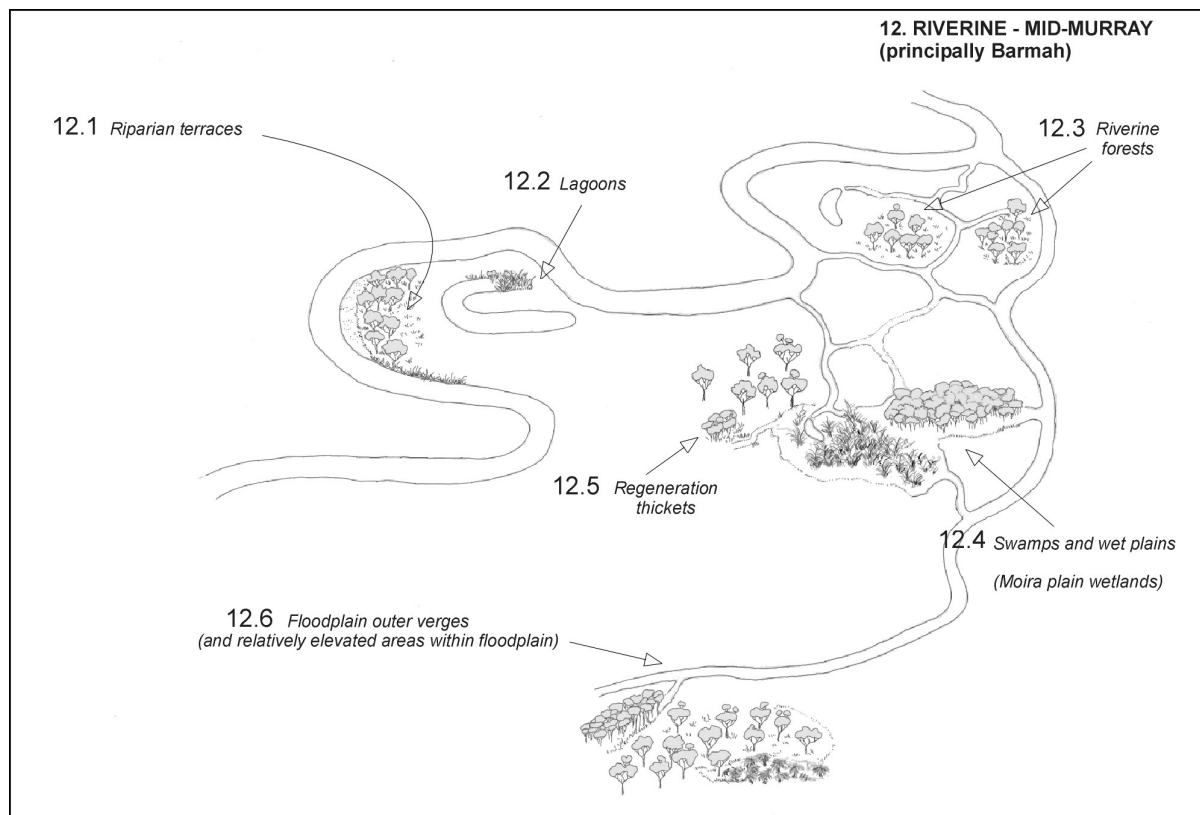 12. RIVERINE - MID-MURRAY
(principally Barmah)
12.1 Riparian terraces
12.3 Riverine
forests
12.2 Lagoons
12.5 Regeneration
thickets
12.4 Swamps and wet plains
(Moira plain wetlands)
12.6 Floodplain outer verges
(and relatively elevated areas within floodplain)